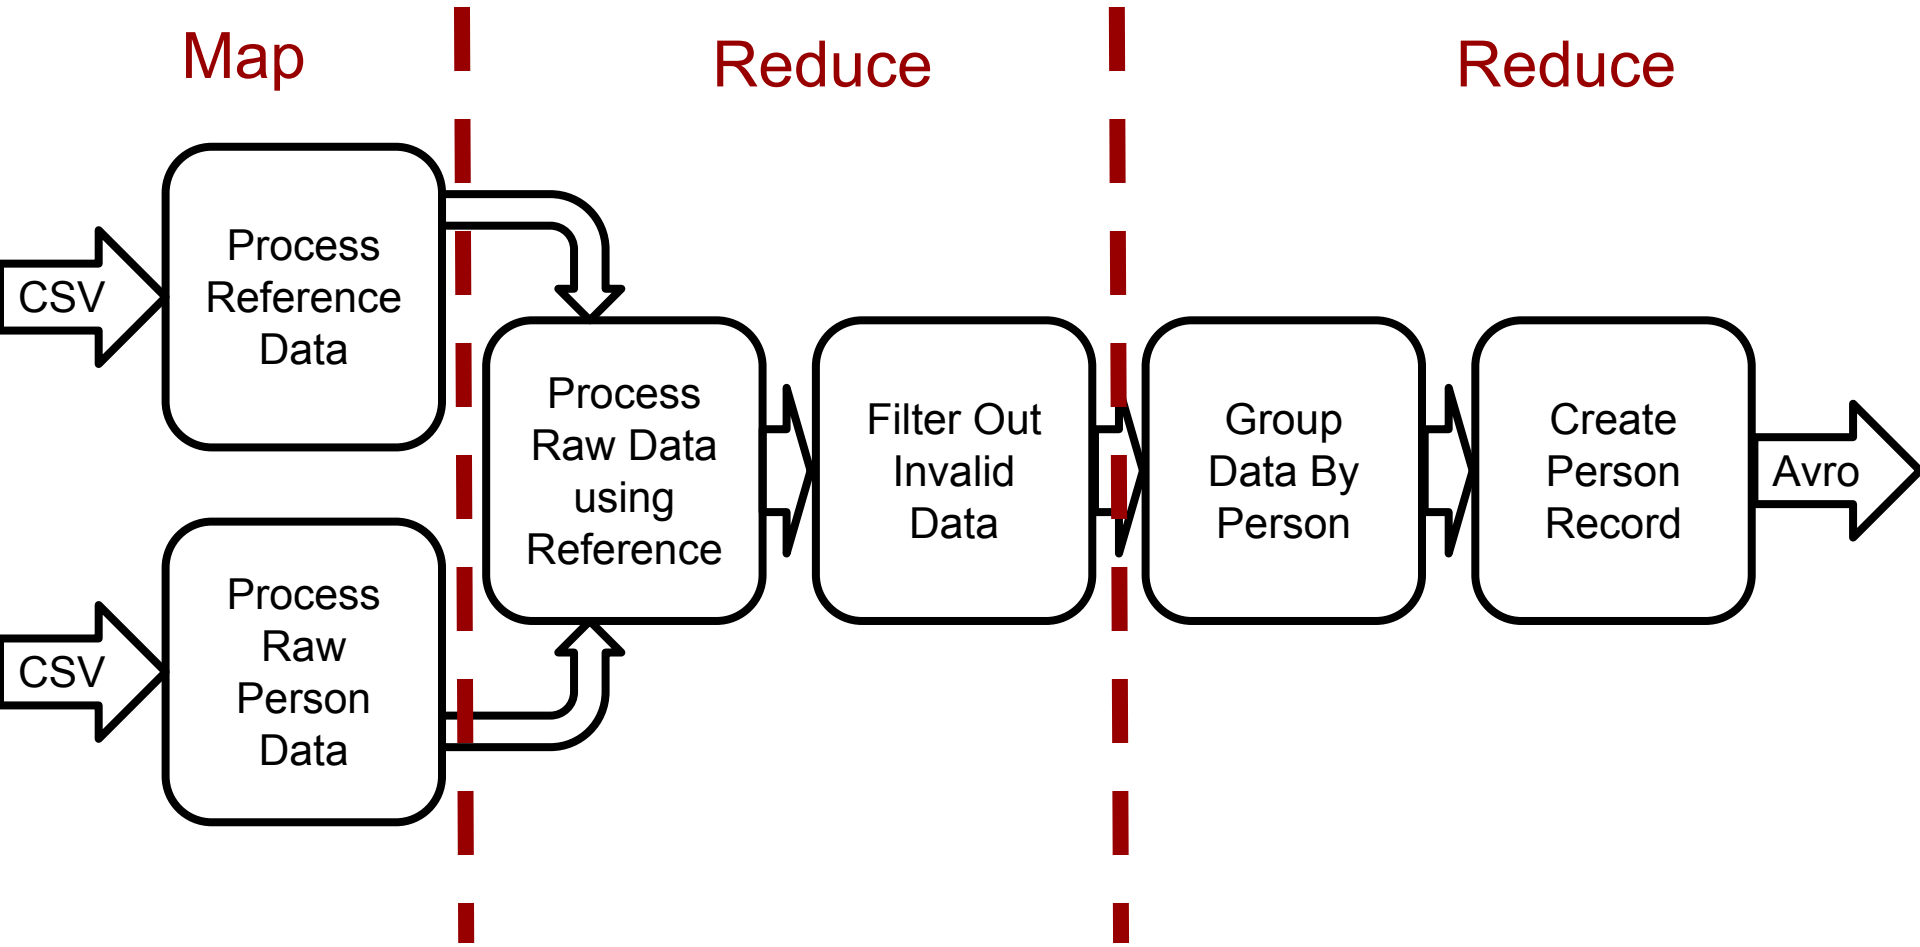 Map
Reduce
Reduce
CSV
Process
Reference
Data
CSV
Process
Raw
Person
Data
Process
Raw Data
using
Reference
Filter Out
Invalid
Data
Group
Data By
Person
Create
Person
Record
Avro